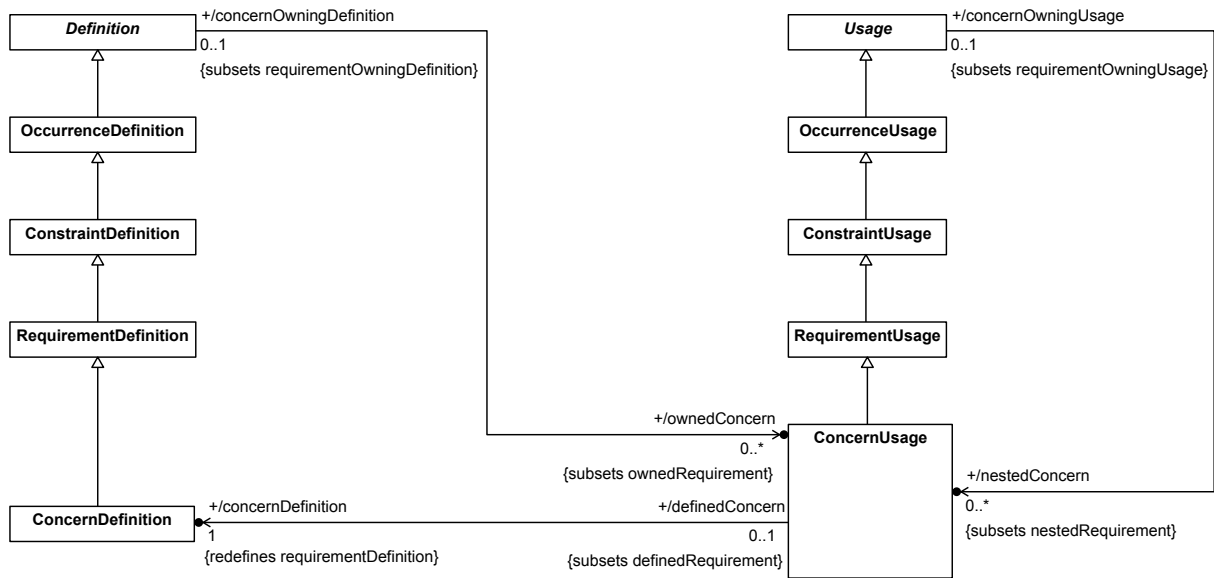 +/concernOwningDefinition
+/concernOwningUsage
Definition
Usage
0..1
0..1
{subsets requirementOwningDefinition}
{subsets requirementOwningUsage}
OccurrenceDefinition
OccurrenceUsage
ConstraintDefinition
ConstraintUsage
RequirementDefinition
RequirementUsage
+/ownedConcern
ConcernUsage
0..*
{subsets ownedRequirement}
+/nestedConcern
0..*
{subsets nestedRequirement}
+/concernDefinition
+/definedConcern
ConcernDefinition
1
0..1
{redefines requirementDefinition}
{subsets definedRequirement}